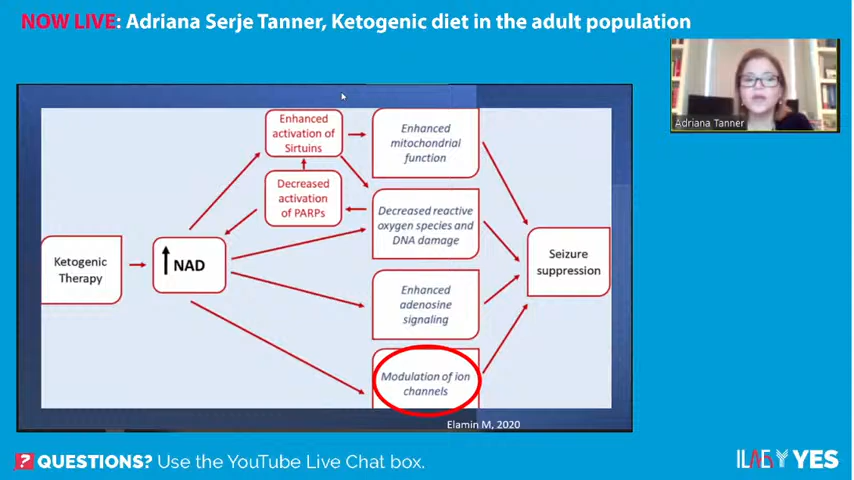 NOW LIVE: Adriana Serje Tanner, Ketogenic diet in the adult population
Adriana Tanner
Enhanced
activation of
Sirtuins
Enhanced
mitochondrial
function
Decreased
activation
of PARPs
Decreased reactive
oxygen species and
DNA damage
Ketogenic
Therapy
NAD
Seizure
suppression
Enhanced
adenosine
signaling
Modulation of ion
channels
Elamin M, 2020
? QUESTIONS? Use the YouTube Live Chat box.
ILAE YES